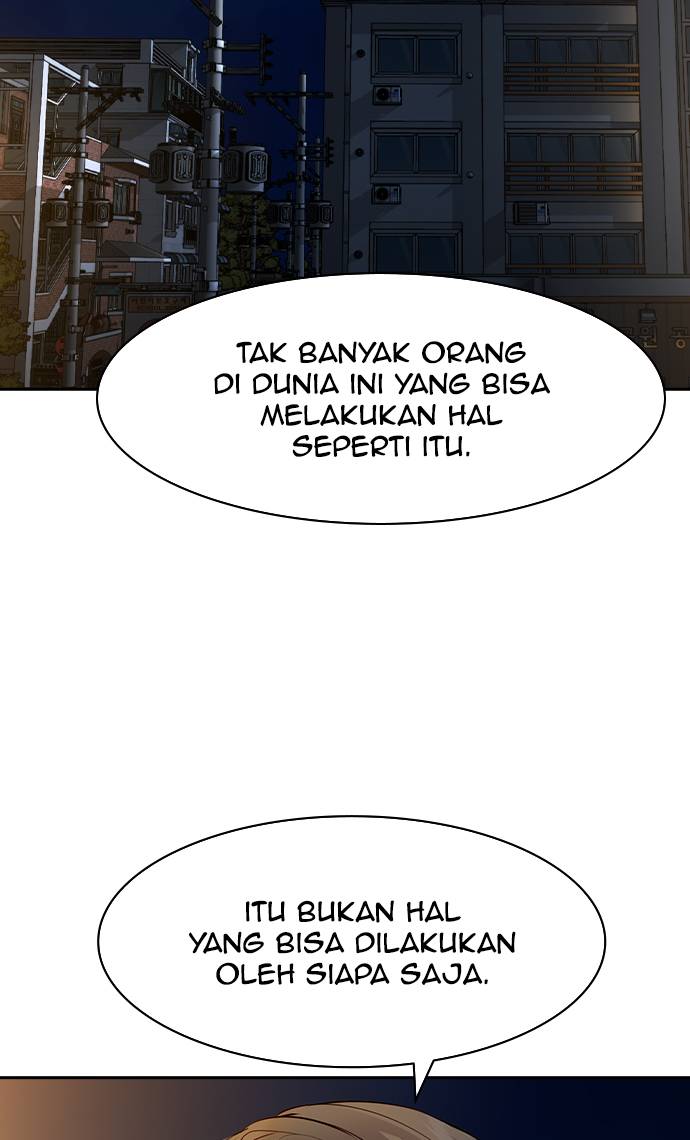 TAK BANYAK ORANG
DI DUNIA INI YANG BISA
MELAKUKAN HAL
SEPERTI ITU.
ITU BUKAN HAL
YANG BISA DILAKUKAN
OLEH SIAPA SAJA.